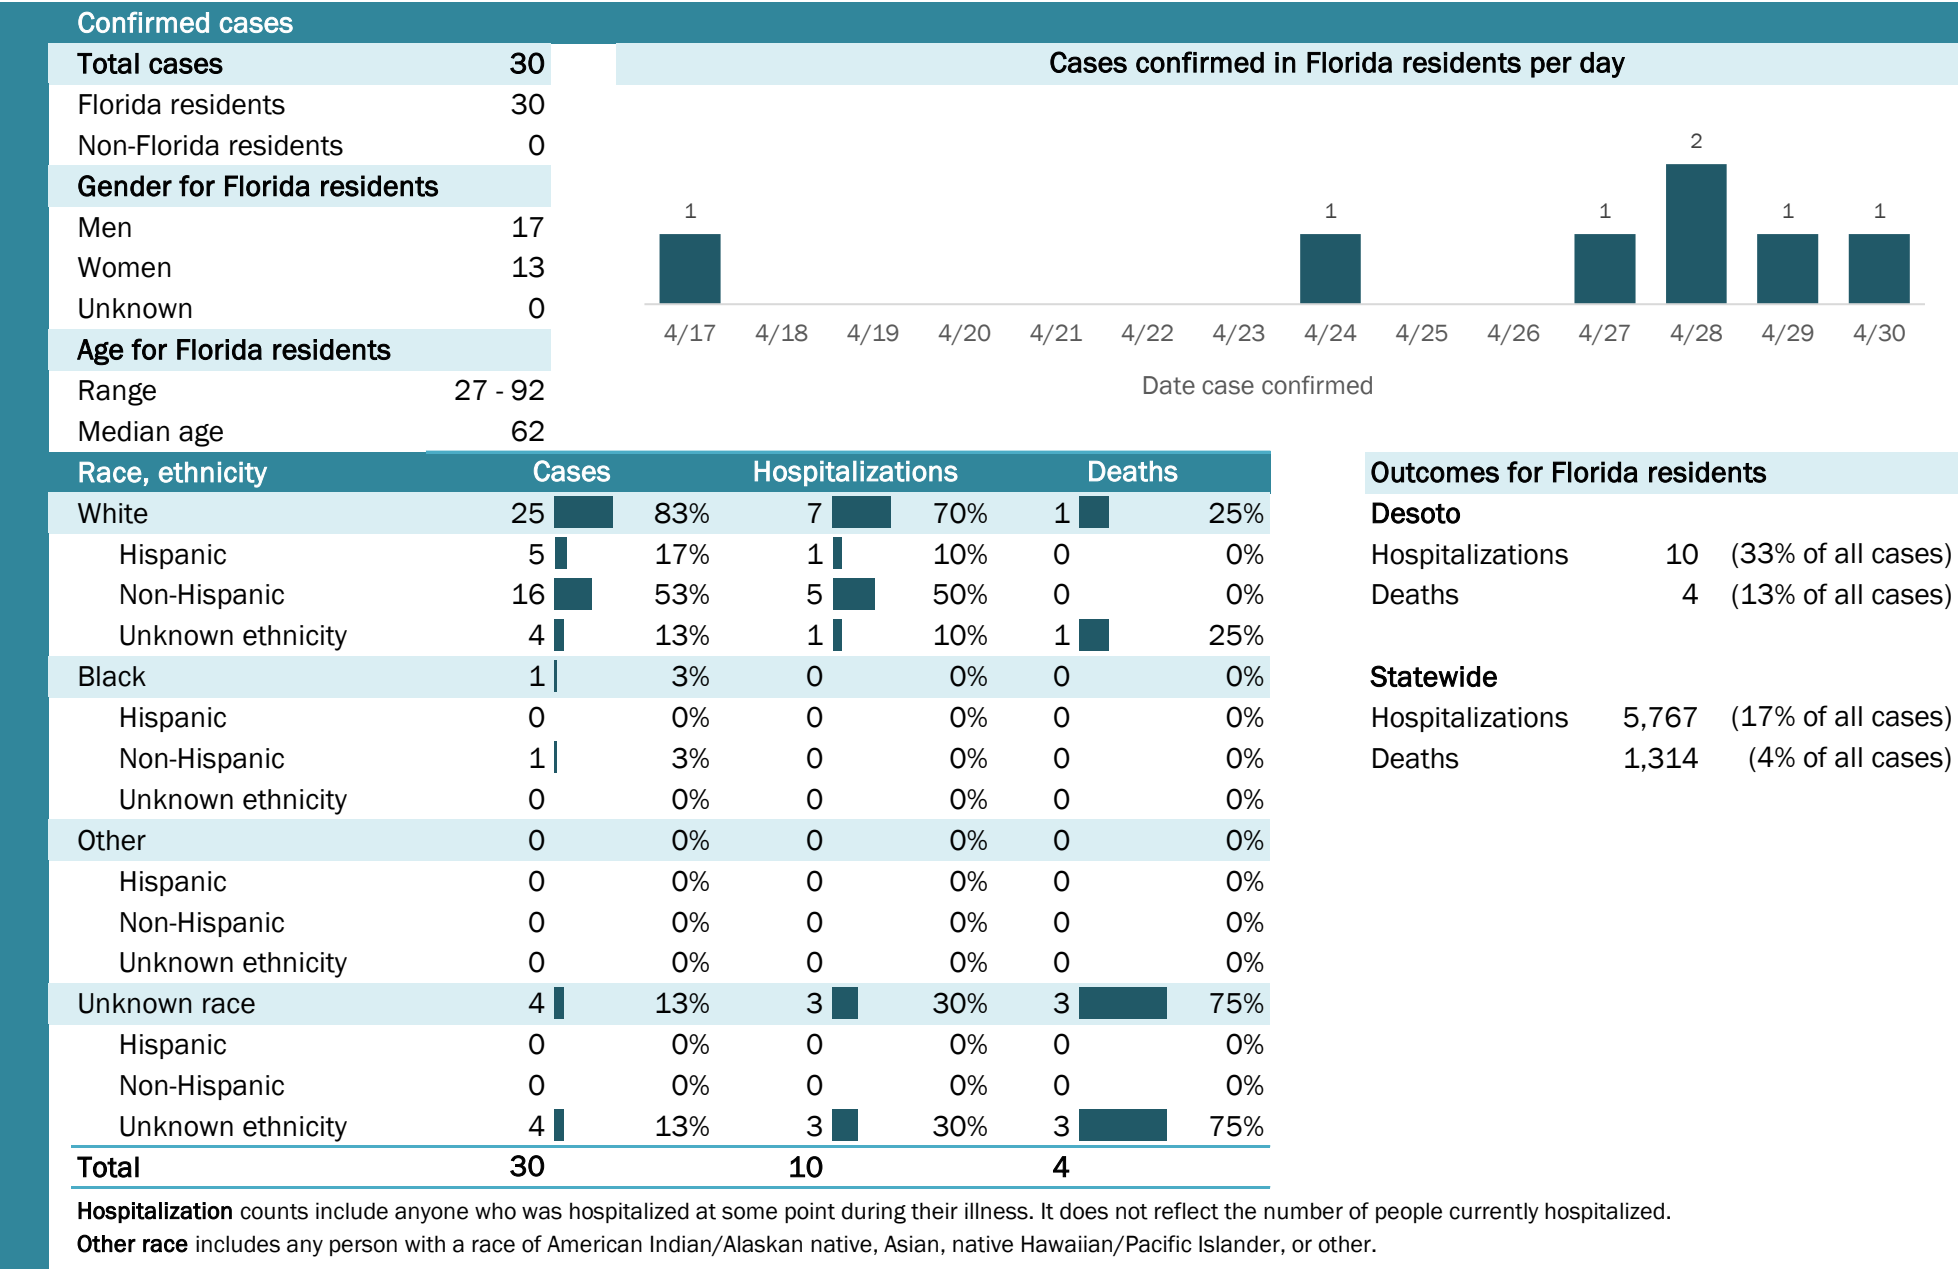 Confirmed cases
Total cases 30
Florida residents 30
Non-Florida residents 0
Gender for Florida residents
Men 17
Women 13
Unknown 0
Age for Florida residents
Range 27 - 92
Median age 62
Cases confirmed in Florida residents per day
2
1 1 1 1 1
4/17 4/18 4/19 4/20 4/21 4/22 4/23 4/24 4/25 4/26 4/27 4/28 4/29 4/30
Date case confirmed
Race, ethnicity Cases Hospitalizations Deaths
White 25 83% 7 70% 1 25%
Hispanic 5 17% 1 10% 0 0%
Non-Hispanic 16 53% 5 50% 0 0%
Unknown ethnicity 4 13% 1 10% 1 25%
Black 1 3% 0 0% 0 0%
Hispanic 0 0% 0 0% 0 0%
Non-Hispanic 1 3% 0 0% 0 0%
Unknown ethnicity 0 0% 0 0% 0 0%
Other 0 0% 0 0% 0 0%
Hispanic 0 0% 0 0% 0 0%
Non-Hispanic 0 0% 0 0% 0 0%
Unknown ethnicity 0 0% 0 0% 0 0%
Unknown race 4 13% 3 30% 3 75%
Hispanic 0 0% 0 0% 0 0%
Non-Hispanic 0 0% 0 0% 0 0%
Unknown ethnicity 4 13% 3 30% 3 75%
Total 30 10 4
Outcomes for Florida residents
Desoto
Hospitalizations 10 (33% of all cases)
Deaths 4 (13% of all cases)
Statewide
Hospitalizations 5,767 (17% of all cases)
Deaths 1,314 (4% of all cases)
Hospitalization counts include anyone who was hospitalized at some point during their illness. It does not reflect the number of people currently hospitalized.
Other race includes any person with a race of American Indian/Alaskan native, Asian, native Hawaiian/Pacific Islander, or other.